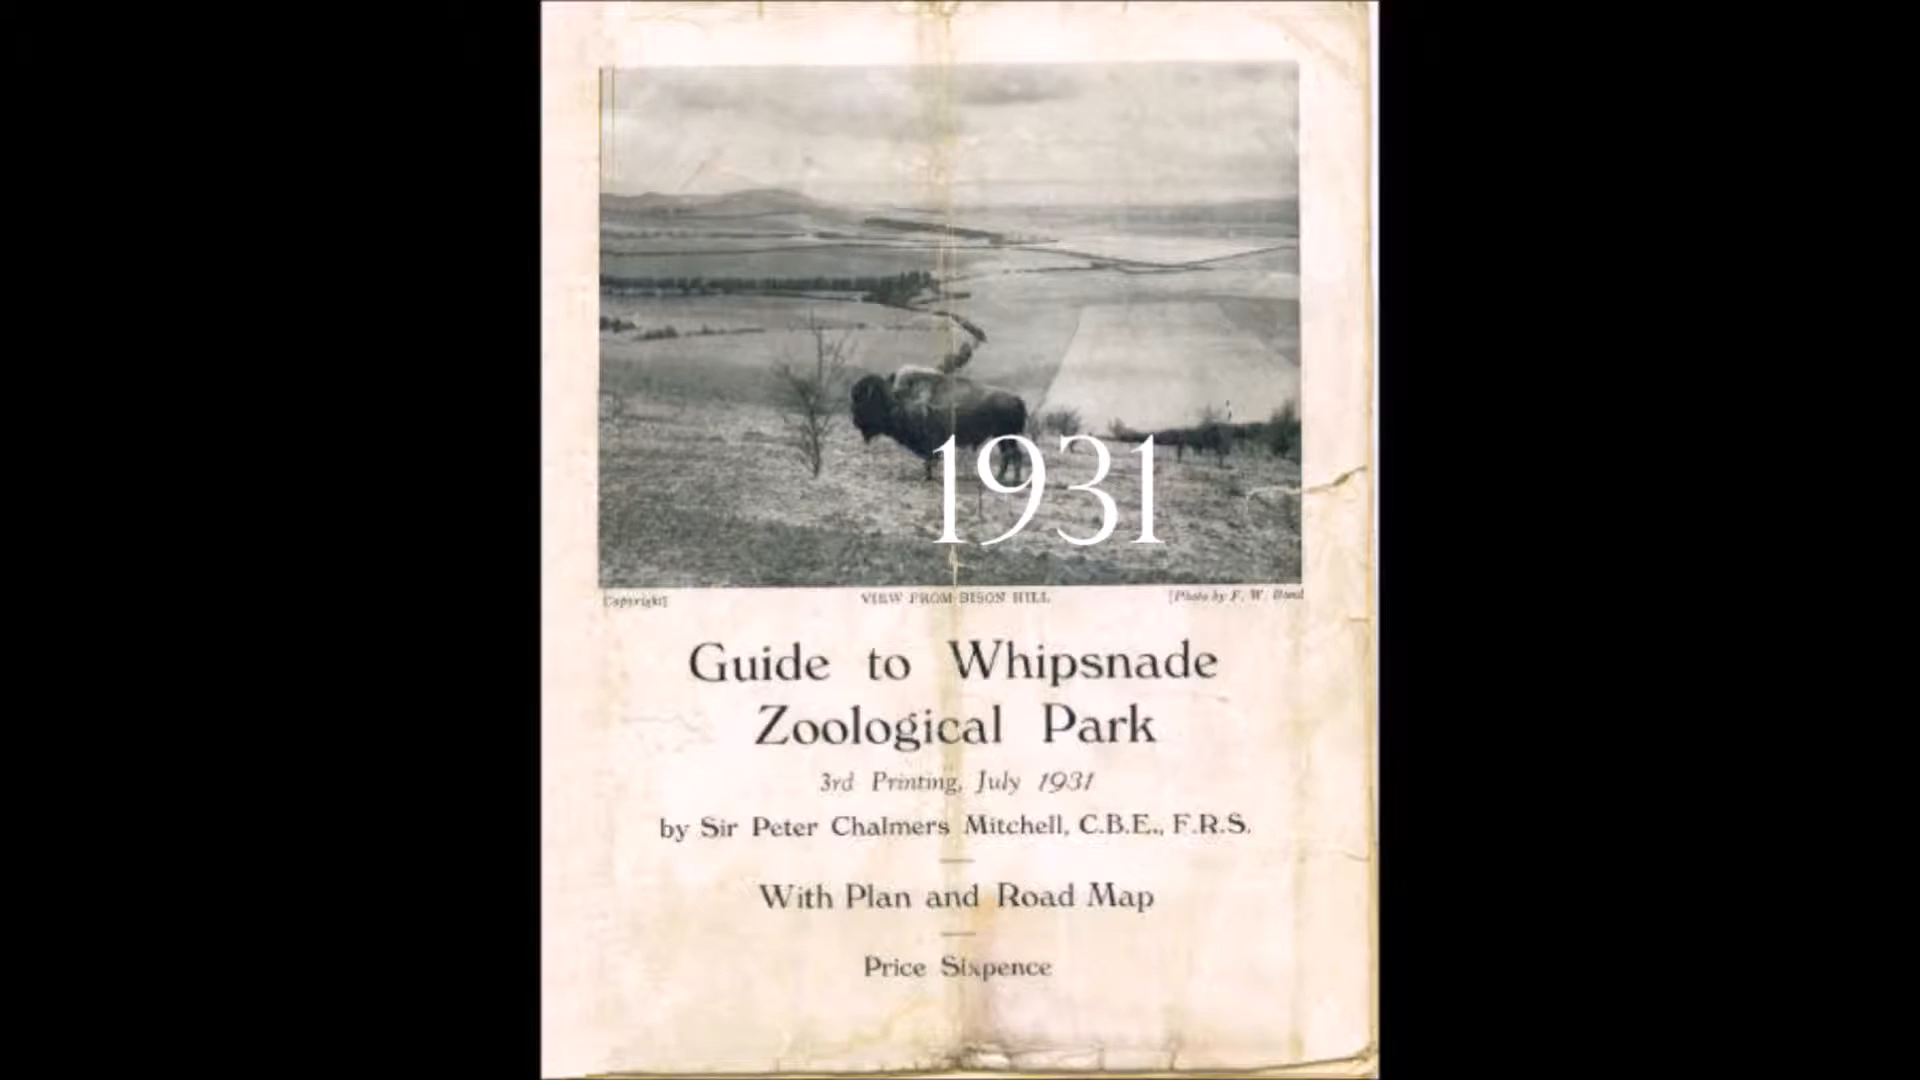 1931
Copyright]
VIEW FROM BISON HILL
[Photo by F. W. Bond
Guide to Whipsnade
Zoological Park
3rd Printing, July 1931
by Sir Peter Chalmers Mitchell, C.B.E., F.R.S.
With Plan and Road Map
Price Sixpence